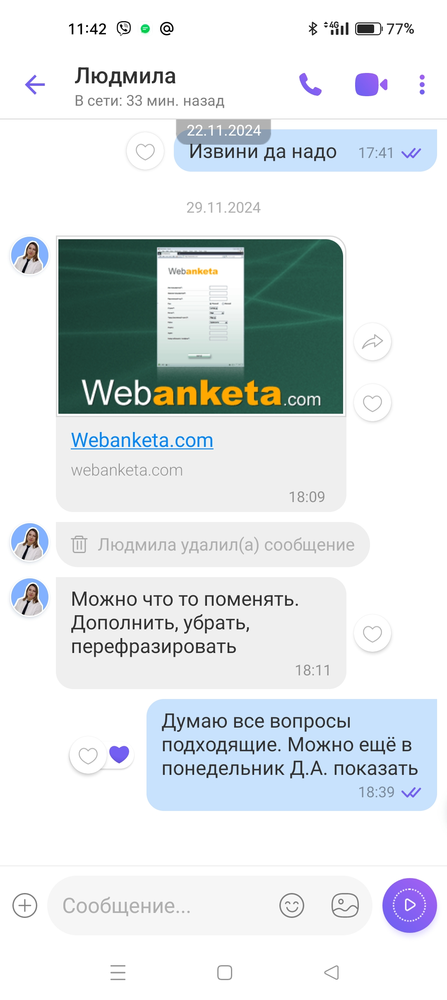 11:42
4G
77%
Людмила
В сети: 33 мин. назад
22.11.2024
Извини да надо
17:41
29.11.2024
Webanketa
Webanketa.com
Webanketa.com
webanketa.com
18:09
Людмила удалил(а) сообщение
Можно что то поменять.
Дополнить, убрать,
перефразировать
18:11
Думаю все вопросы
подходящие. Можно ещё в
понедельник Д.А. показать
18:39
Сообщение...